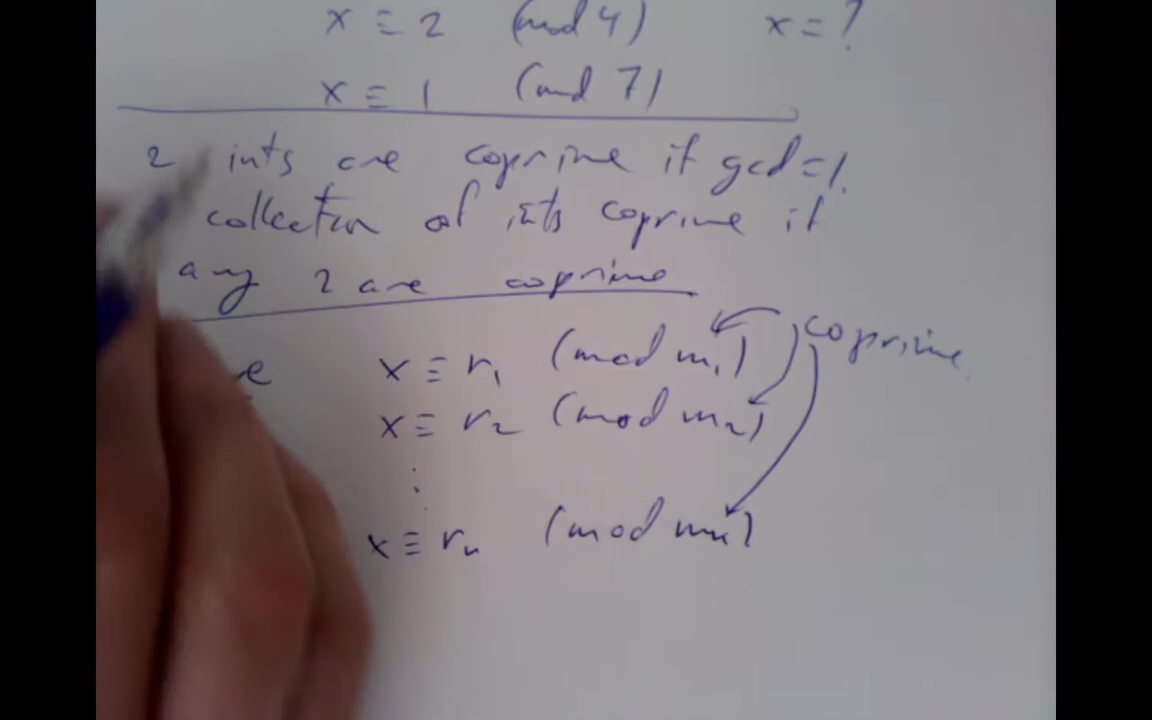 x ≡ 2 (mod 4) x = ?
x ≡ 1 (mod 7)
2 ints are coprime if gcd = 1.
collection of ints coprime if
any 2 are coprime
x ≡ r₁ (mod m₁) coprime
x ≡ r₂ (mod m₂)
⋮
x ≡ rₙ (mod mₙ)